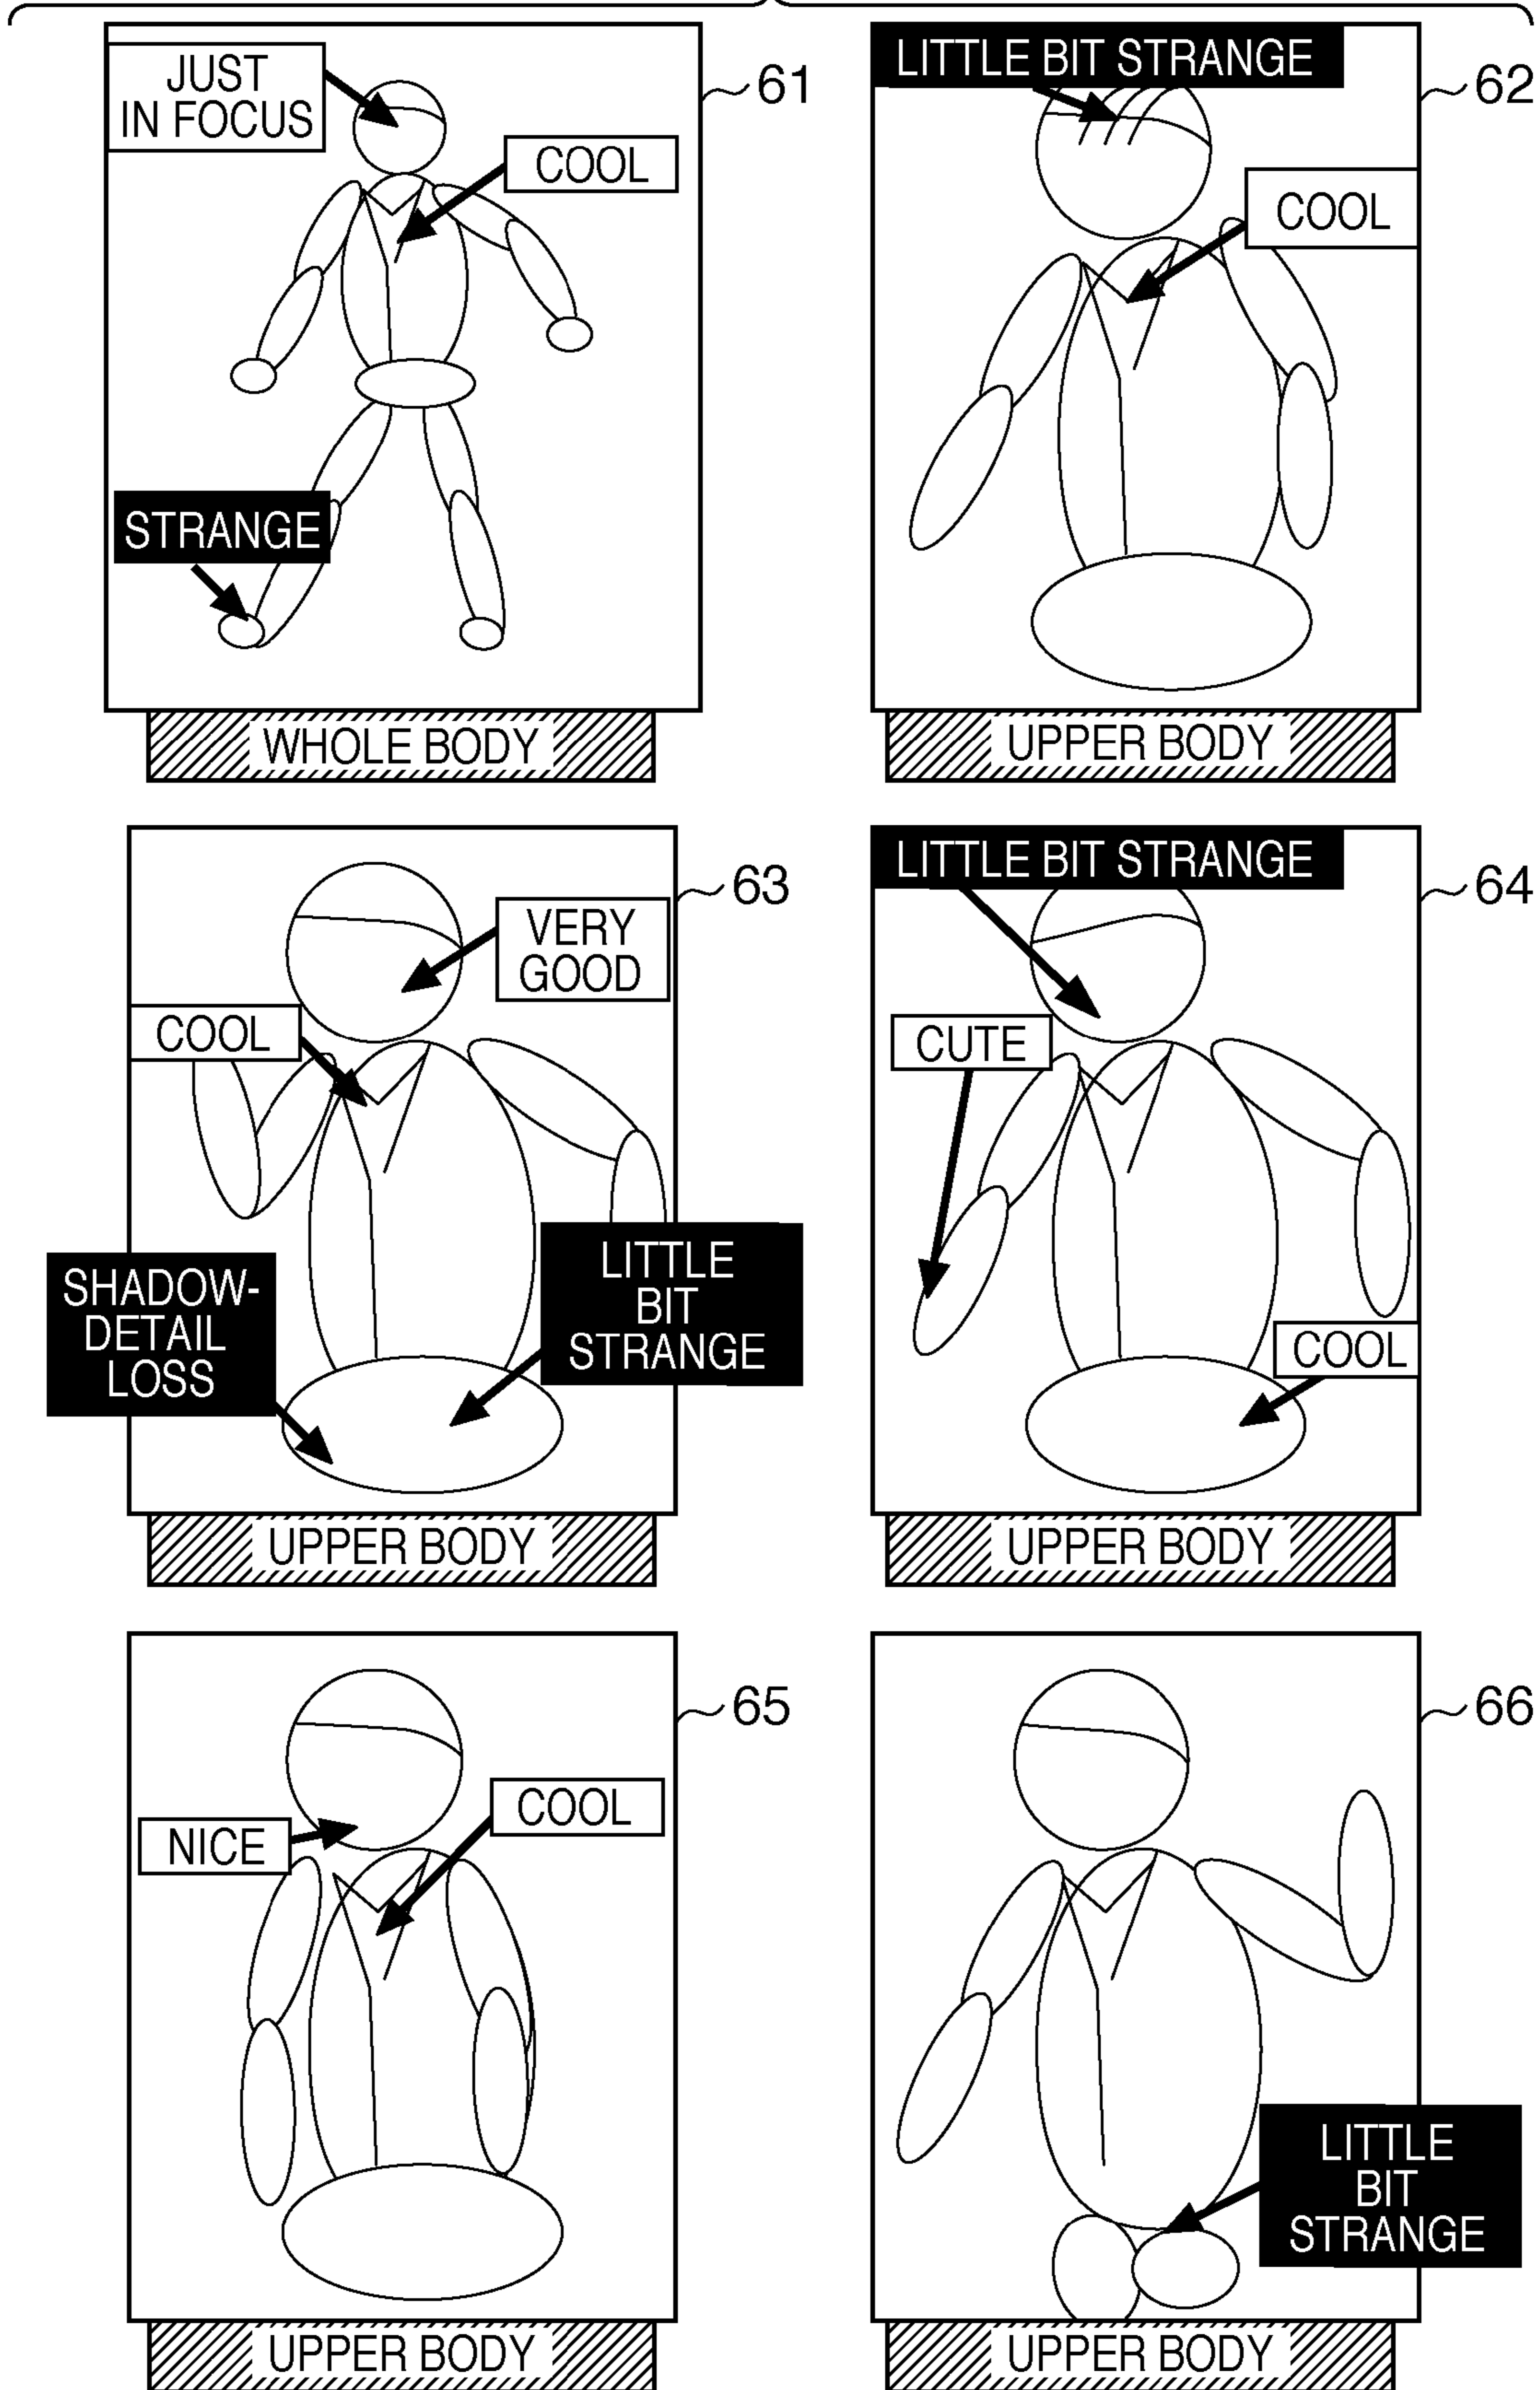 JUST
IN FOCUS
COOL
61
STRANGE
WHOLE BODY
LITTLE BIT STRANGE
62
COOL
UPPER BODY
63
VERY
GOOD
COOL
SHADOW-
DETAIL
LOSS
LITTLE
BIT
STRANGE
UPPER BODY
LITTLE BIT STRANGE
64
CUTE
COOL
UPPER BODY
65
COOL
NICE
UPPER BODY
66
LITTLE
BIT
STRANGE
UPPER BODY